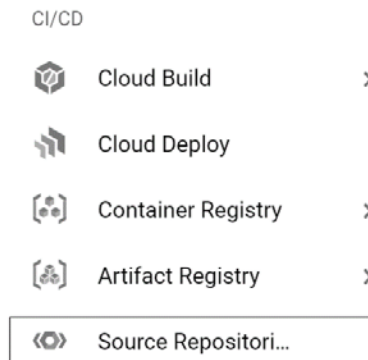 CI/CD
Cloud Build
Cloud Deploy
Container Registry
Artifact Registry
Source Repositori...